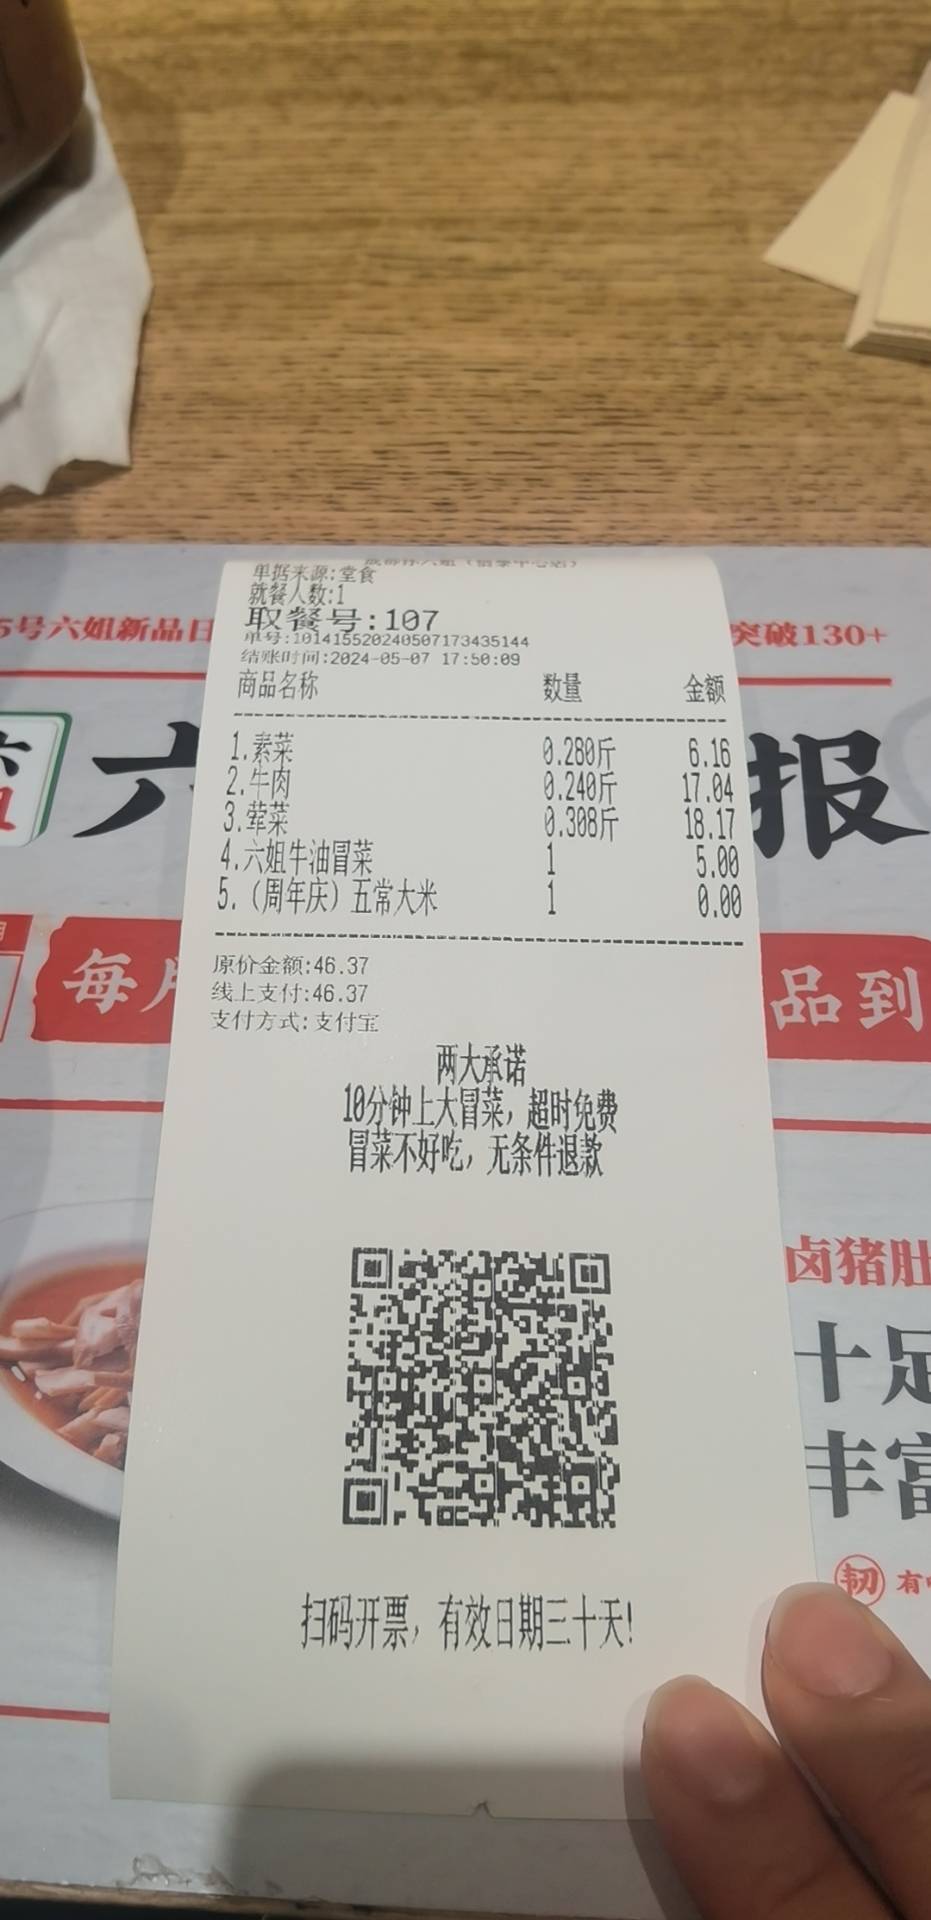 单据来源:堂食
就餐人数:1
取餐号:107
单号:101415520240507173435144
结账时间:2024-05-07 17:50:09
商品名称 数量 金额
1.素菜 0.280斤 6.16
2.牛肉 0.240斤 17.04
3.荤菜 0.308斤 18.17
4.六姐牛油冒菜 1 5.00
5.(周年庆)五常大米 1 0.00
原价金额:46.37
线上支付:46.37
支付方式:支付宝
两大承诺
10分钟上大冒菜,超时免费
冒菜不好吃,无条件退款
扫码开票,有效日期三十天!
5号六姐新品日
突破130+
六
报
每月
品到
卤猪肚
十足
丰富
韧 有